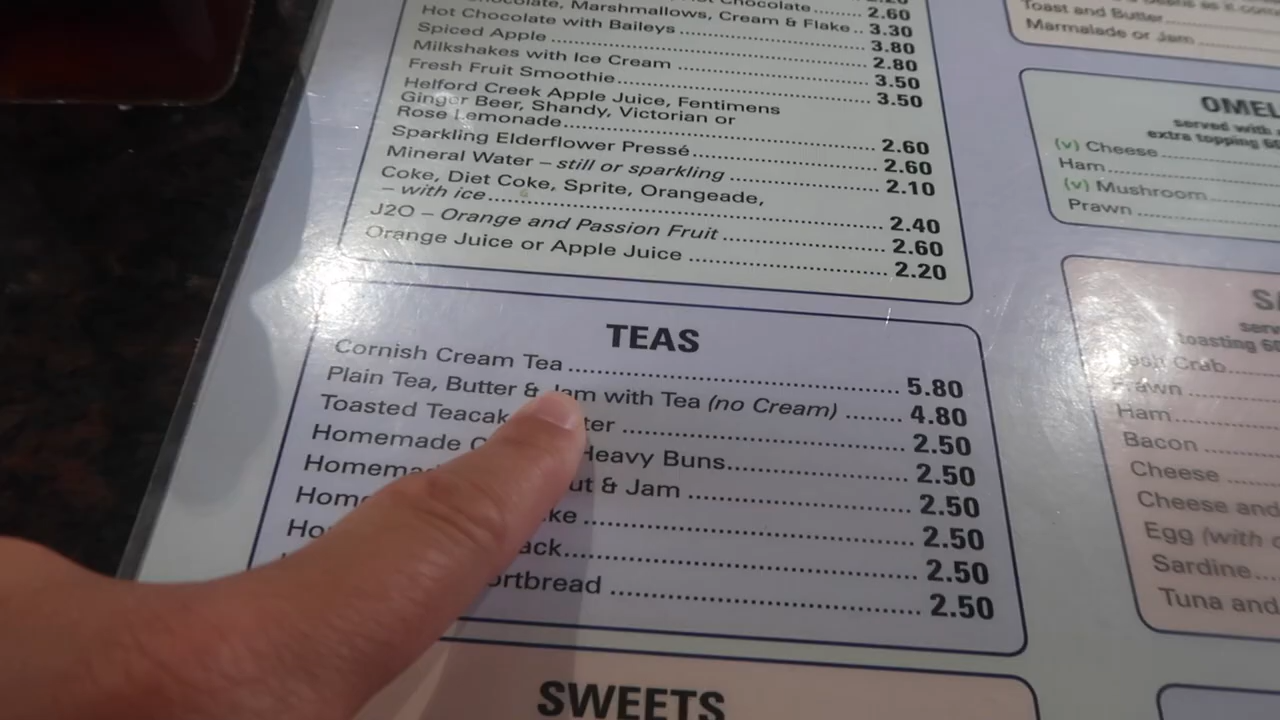 Chocolate........ 2.20
Marshmallows, Cream & Flake.. 2.60
Hot Chocolate with Baileys 3.30
Spiced Apple 3.80
Milkshakes with Ice Cream 2.80
Fresh Fruit Smoothie 3.50
Helford Creek Apple Juice, Fentimens 3.50
Ginger Beer, Shandy, Victorian or
Rose Lemonade 2.60
Sparkling Elderflower Pressé 2.60
Mineral Water – still or sparkling 2.10
Coke, Diet Coke, Sprite, Orangeade,
– with ice 2.40
J2O – Orange and Passion Fruit 2.60
Orange Juice or Apple Juice 2.20
TEAS
Cornish Cream Tea 5.80
Plain Tea, Butter & Jam with Tea (no Cream) 4.80
Toasted 2.50
Homemade Heavy Buns 2.50
& Jam 2.50
2.50
2.50
2.50
SWEETS
Toast and Butter
Marmalade or Jam
served with
extra topping
(v) Cheese
Ham
(v) Mushroom
Prawn
toasting
Crab
Ham
Bacon
Cheese
Cheese and
Egg (with
Sardine
Tuna and